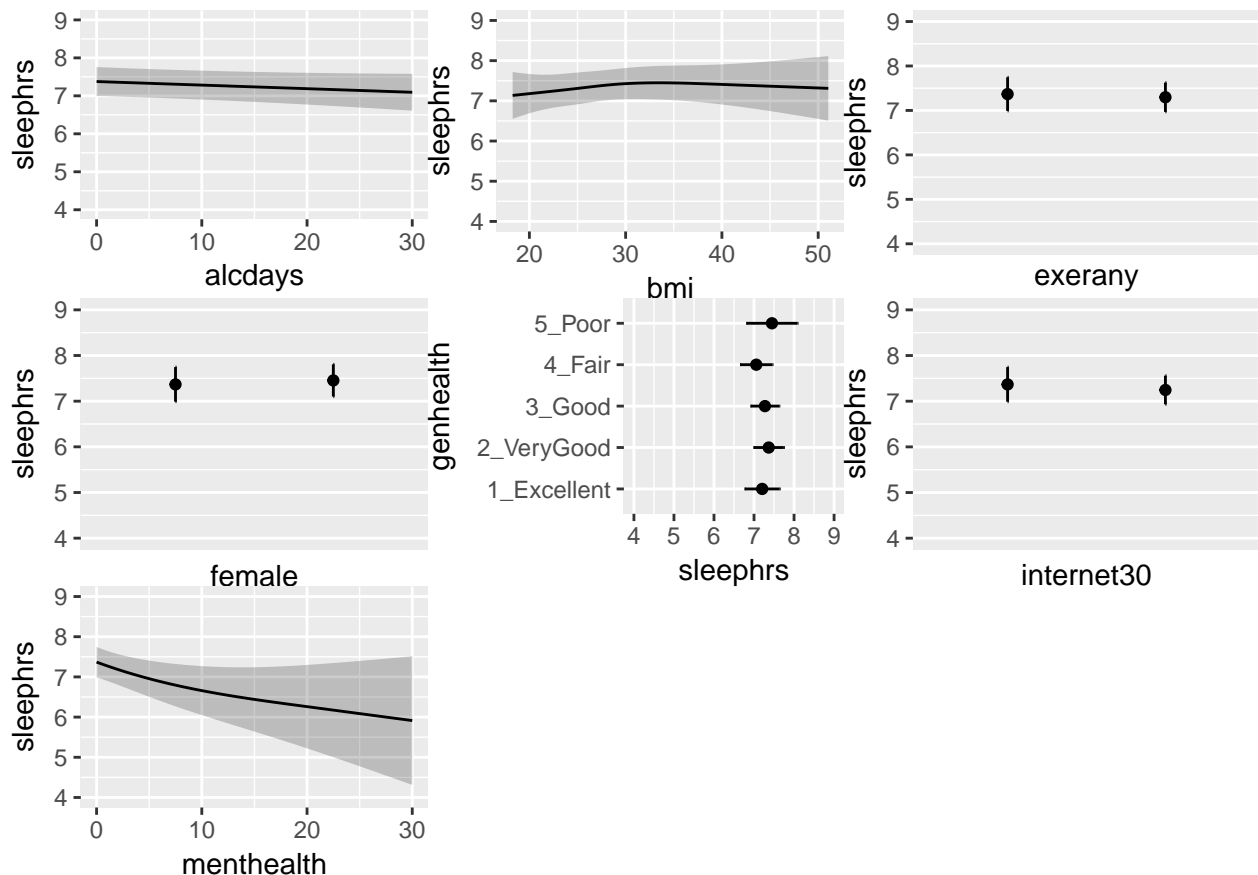 9
8
7
6
5
4
sleephrs
0 10 20 30
alcdays
9
8
7
6
5
4
sleephrs
20 30 40 50
bmi
9
8
7
6
5
4
sleephrs
exerany
9
8
7
6
5
4
sleephrs
female
genhealth
5_Poor
4_Fair
3_Good
2_VeryGood
1_Excellent
4 5 6 7 8 9
sleephrs
9
8
7
6
5
4
sleephrs
internet30
9
8
7
6
5
4
sleephrs
0 10 20 30
menthealth